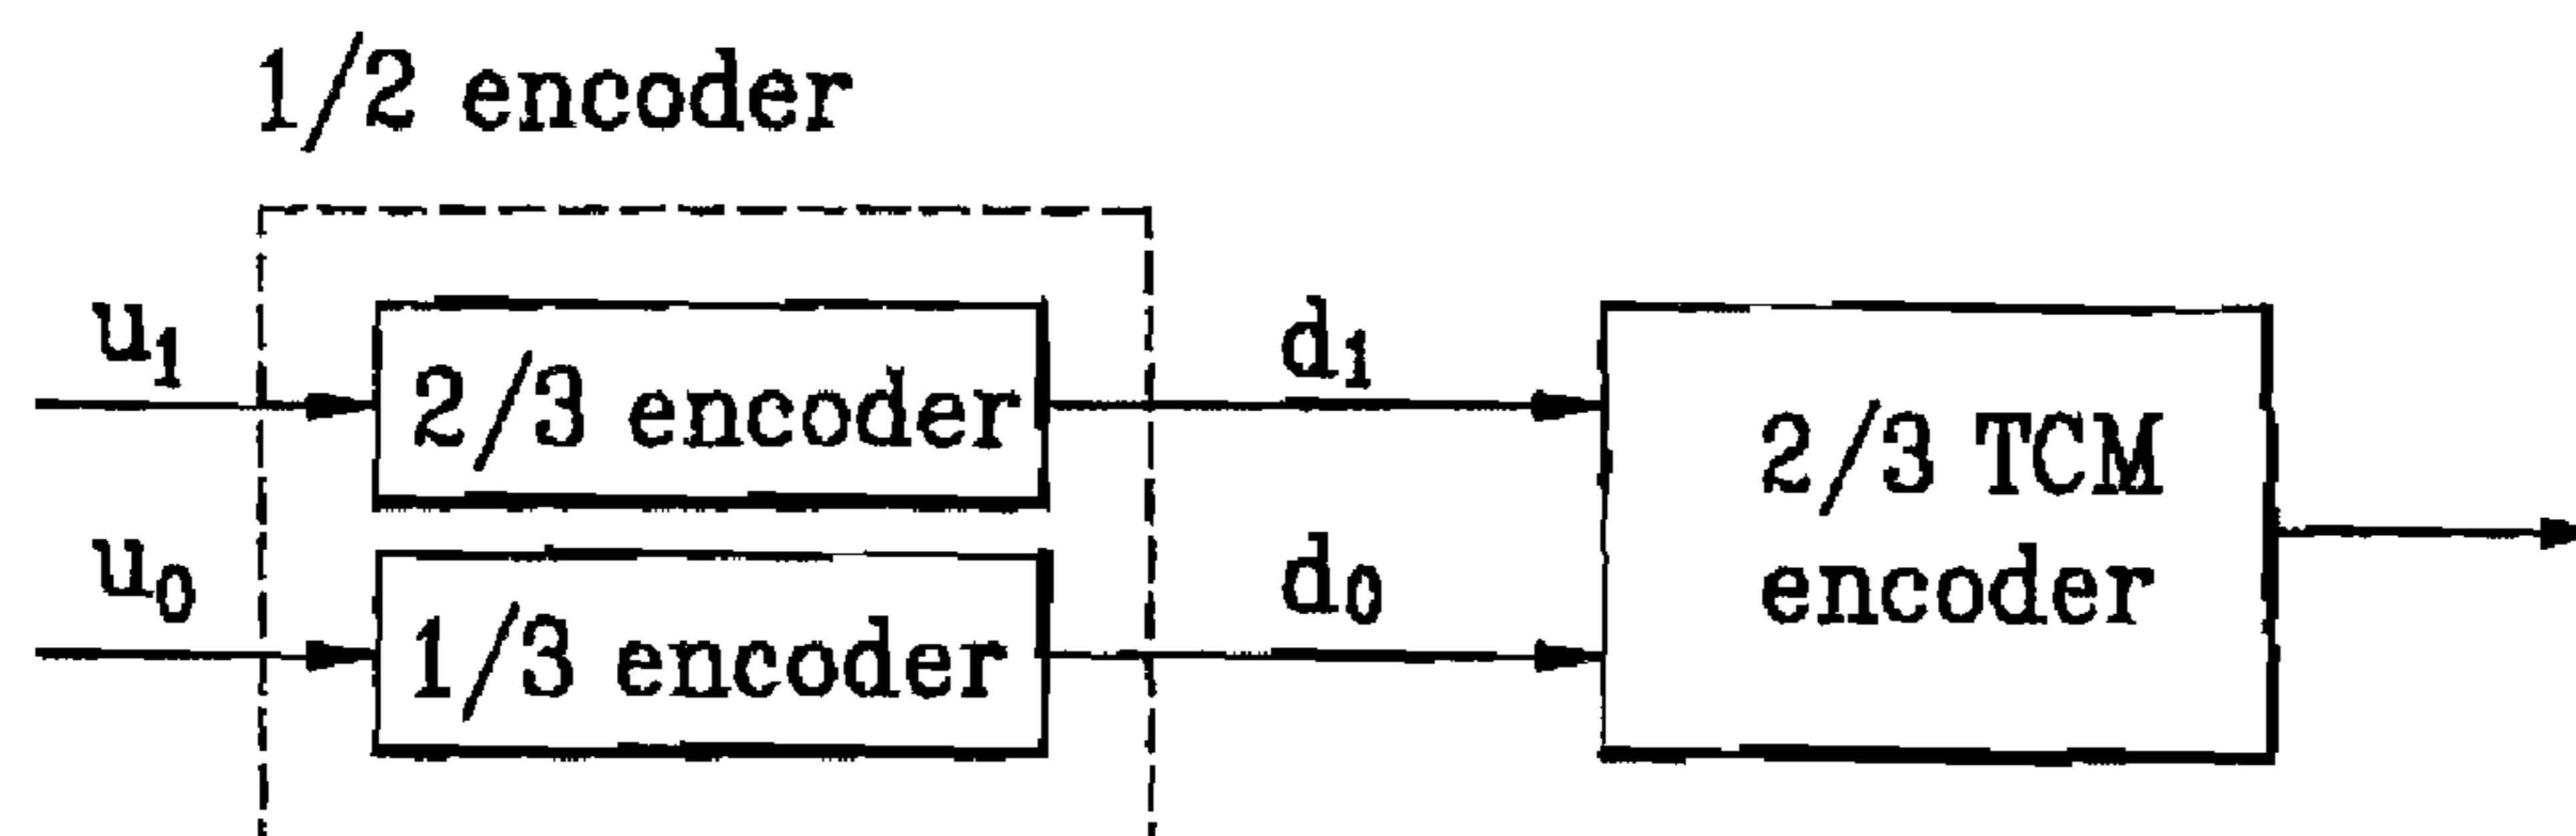 1/2 encoder
u1
2/3 encoder
d1
2/3 TCM
encoder
u0
1/3 encoder
d0